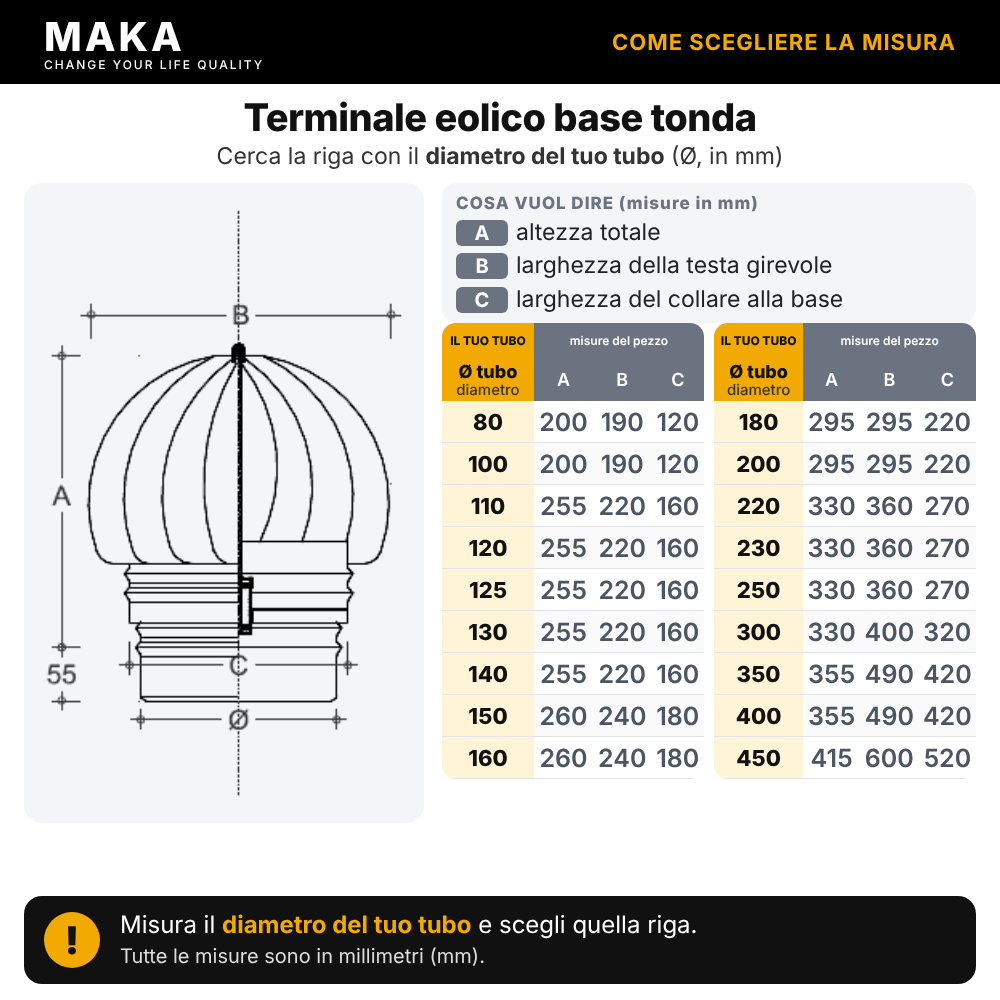 MAKA
CHANGE YOUR LIFE QUALITY
COME SCEGLIERE LA MISURA
Terminale eolico base tonda
Cerca la riga con il diametro del tuo tubo (Ø, in mm)
B
A
55
C
Ø
COSA VUOL DIRE (misure in mm)
A altezza totale
B larghezza della testa girevole
C larghezza del collare alla base
IL TUO TUBO misure del pezzo
Ø tubo diametro A B C
80 200 190 120
100 200 190 120
110 255 220 160
120 255 220 160
125 255 220 160
130 255 220 160
140 255 220 160
150 260 240 180
160 260 240 180
IL TUO TUBO misure del pezzo
Ø tubo diametro A B C
180 295 295 220
200 295 295 220
220 330 360 270
230 330 360 270
250 330 360 270
300 330 400 320
350 355 490 420
400 355 490 420
450 415 600 520
! Misura il diametro del tuo tubo e scegli quella riga.
Tutte le misure sono in millimetri (mm).